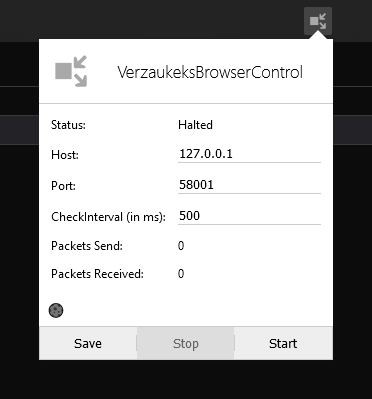 VerzaukeksBrowserControl
Status: Halted
Host: 127.0.0.1
Port: 58001
CheckInterval (in ms): 500
Packets Send: 0
Packets Received: 0
Save Stop Start